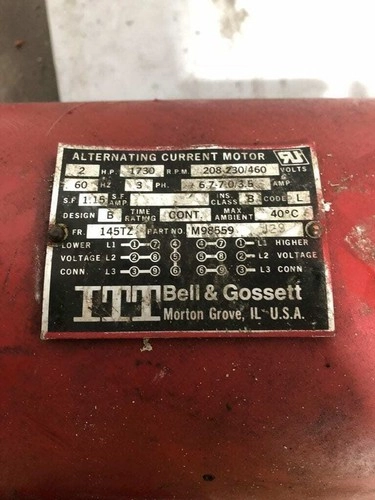 ALTERNATING CURRENT MOTOR
2 H.P. 1730 R.P.M. 208-230/460 VOLTS
60 HZ 3 PH. 6.7-7.0/3.5 AMP
S.F. 1.15 S.F. AMP INS CLASS B CODE L
DESIGN B TIME RATING CONT. MAX AMBIENT 40°C
FR. 145TZ PART NO. M98559 J29
LOWER L1 1 7 4 7 1 L1 HIGHER
VOLTAGE L2 2 8 5 8 2 L2 VOLTAGE
CONN. L3 3 9 6 9 3 L3 CONN
ITT Bell & Gossett
Morton Grove, IL U.S.A.